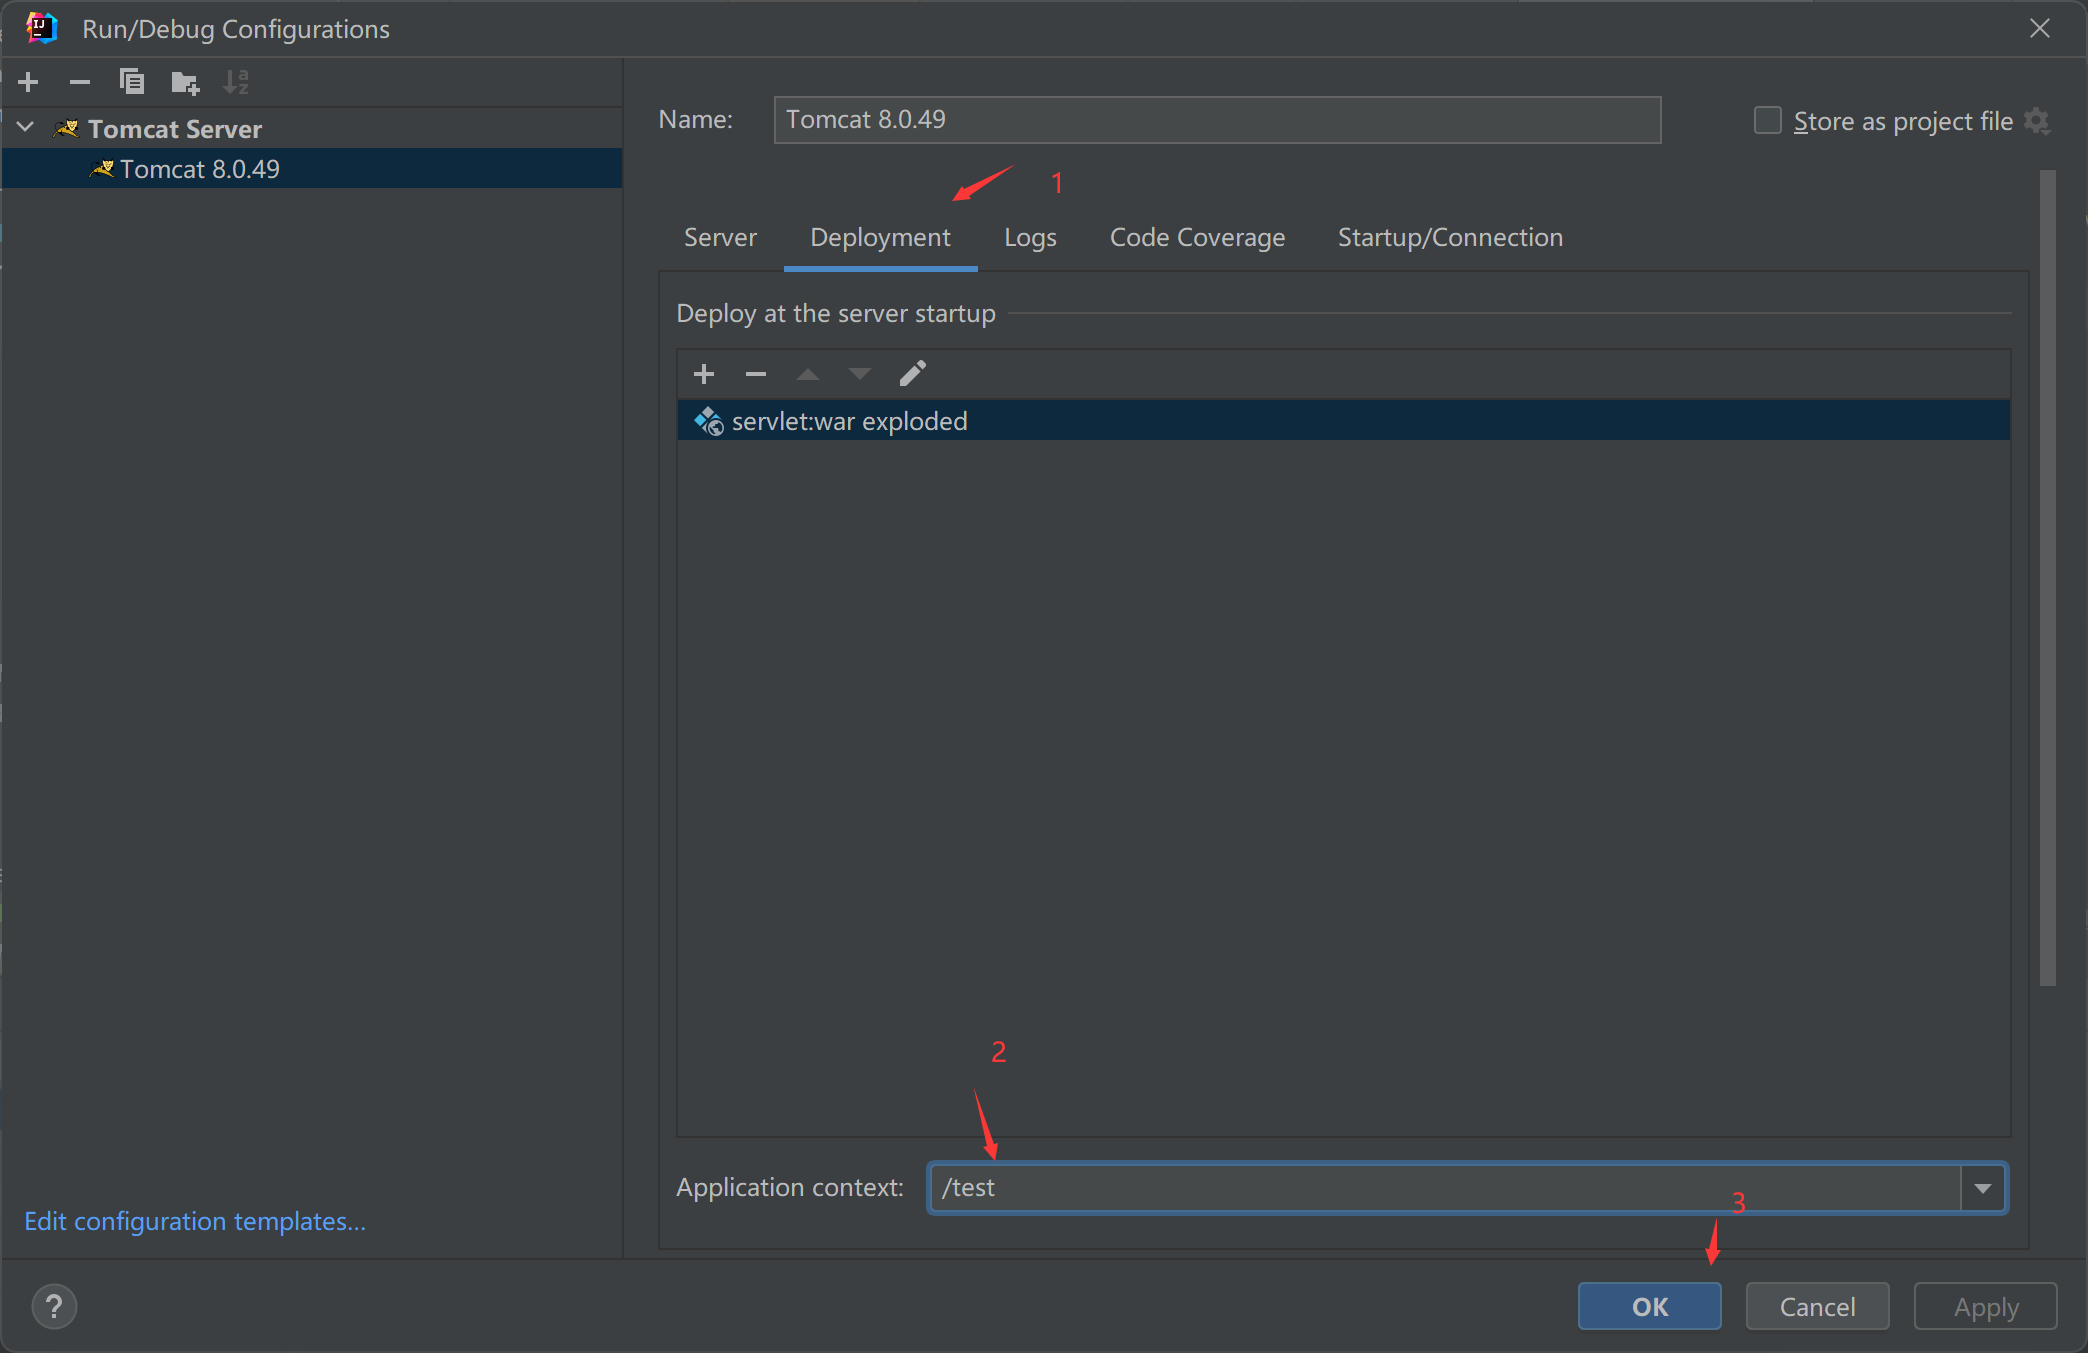 Run/Debug Configurations
Tomcat Server
Tomcat 8.0.49
Name: Tomcat 8.0.49 Store as project file
1
Server Deployment Logs Code Coverage Startup/Connection
Deploy at the server startup
servlet:war exploded
2
Application context: /test
3
Edit configuration templates...
? OK Cancel Apply